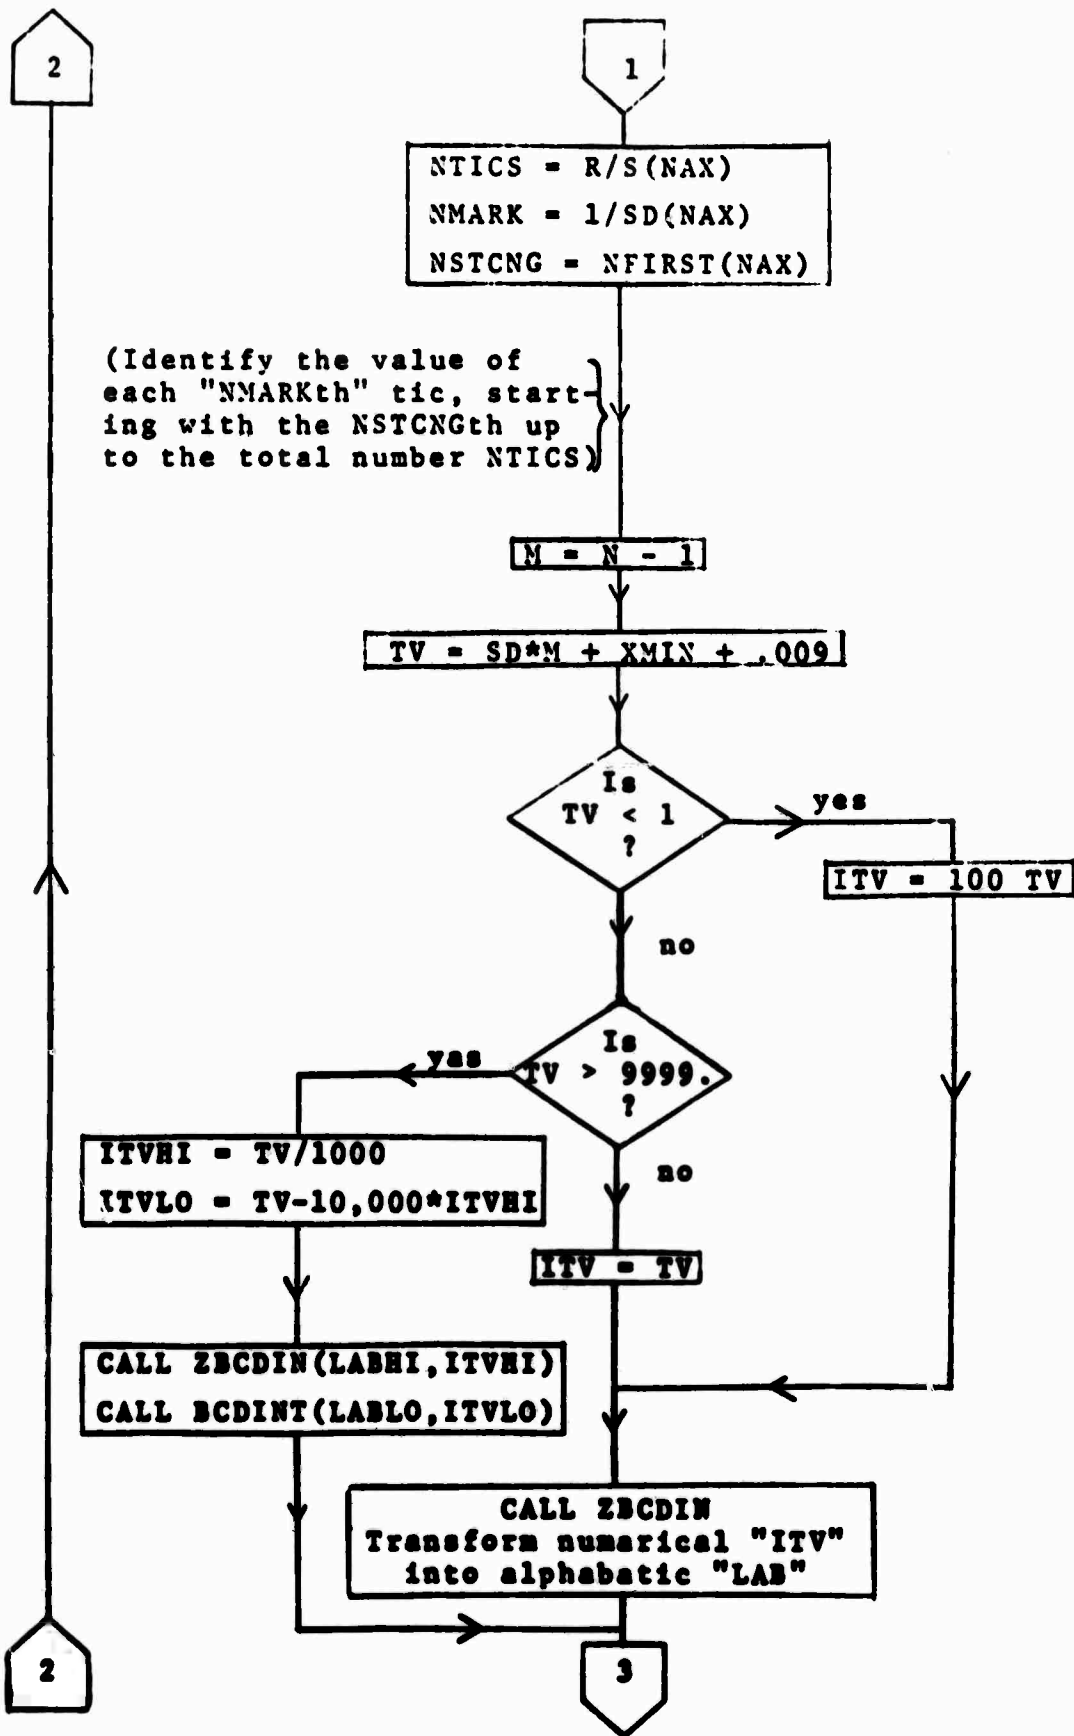 2
1
NTICS = R/S(NAX)
NMARK = 1/SD(NAX)
NSTCNG = NFIRST(NAX)
(Identify the value of
each "NMARKth" tic, start-
ing with the NSTCNGth up
to the total number NTICS)
M = N - 1
TV = SD*M + XMIN + .009
Is
TV < 1
?
yes
ITV = 100 TV
no
Is
TV > 9999.
?
yas
ITVHI = TV/1000
ITVLO = TV-10,000*ITVHI
no
ITV = TV
CALL ZBCDIN(LABHI,ITVHI)
CALL BCDINT(LABLO,ITVLO)
CALL ZBCDIN
Transform numarical "ITV"
into alphabatic "LAB"
2
3